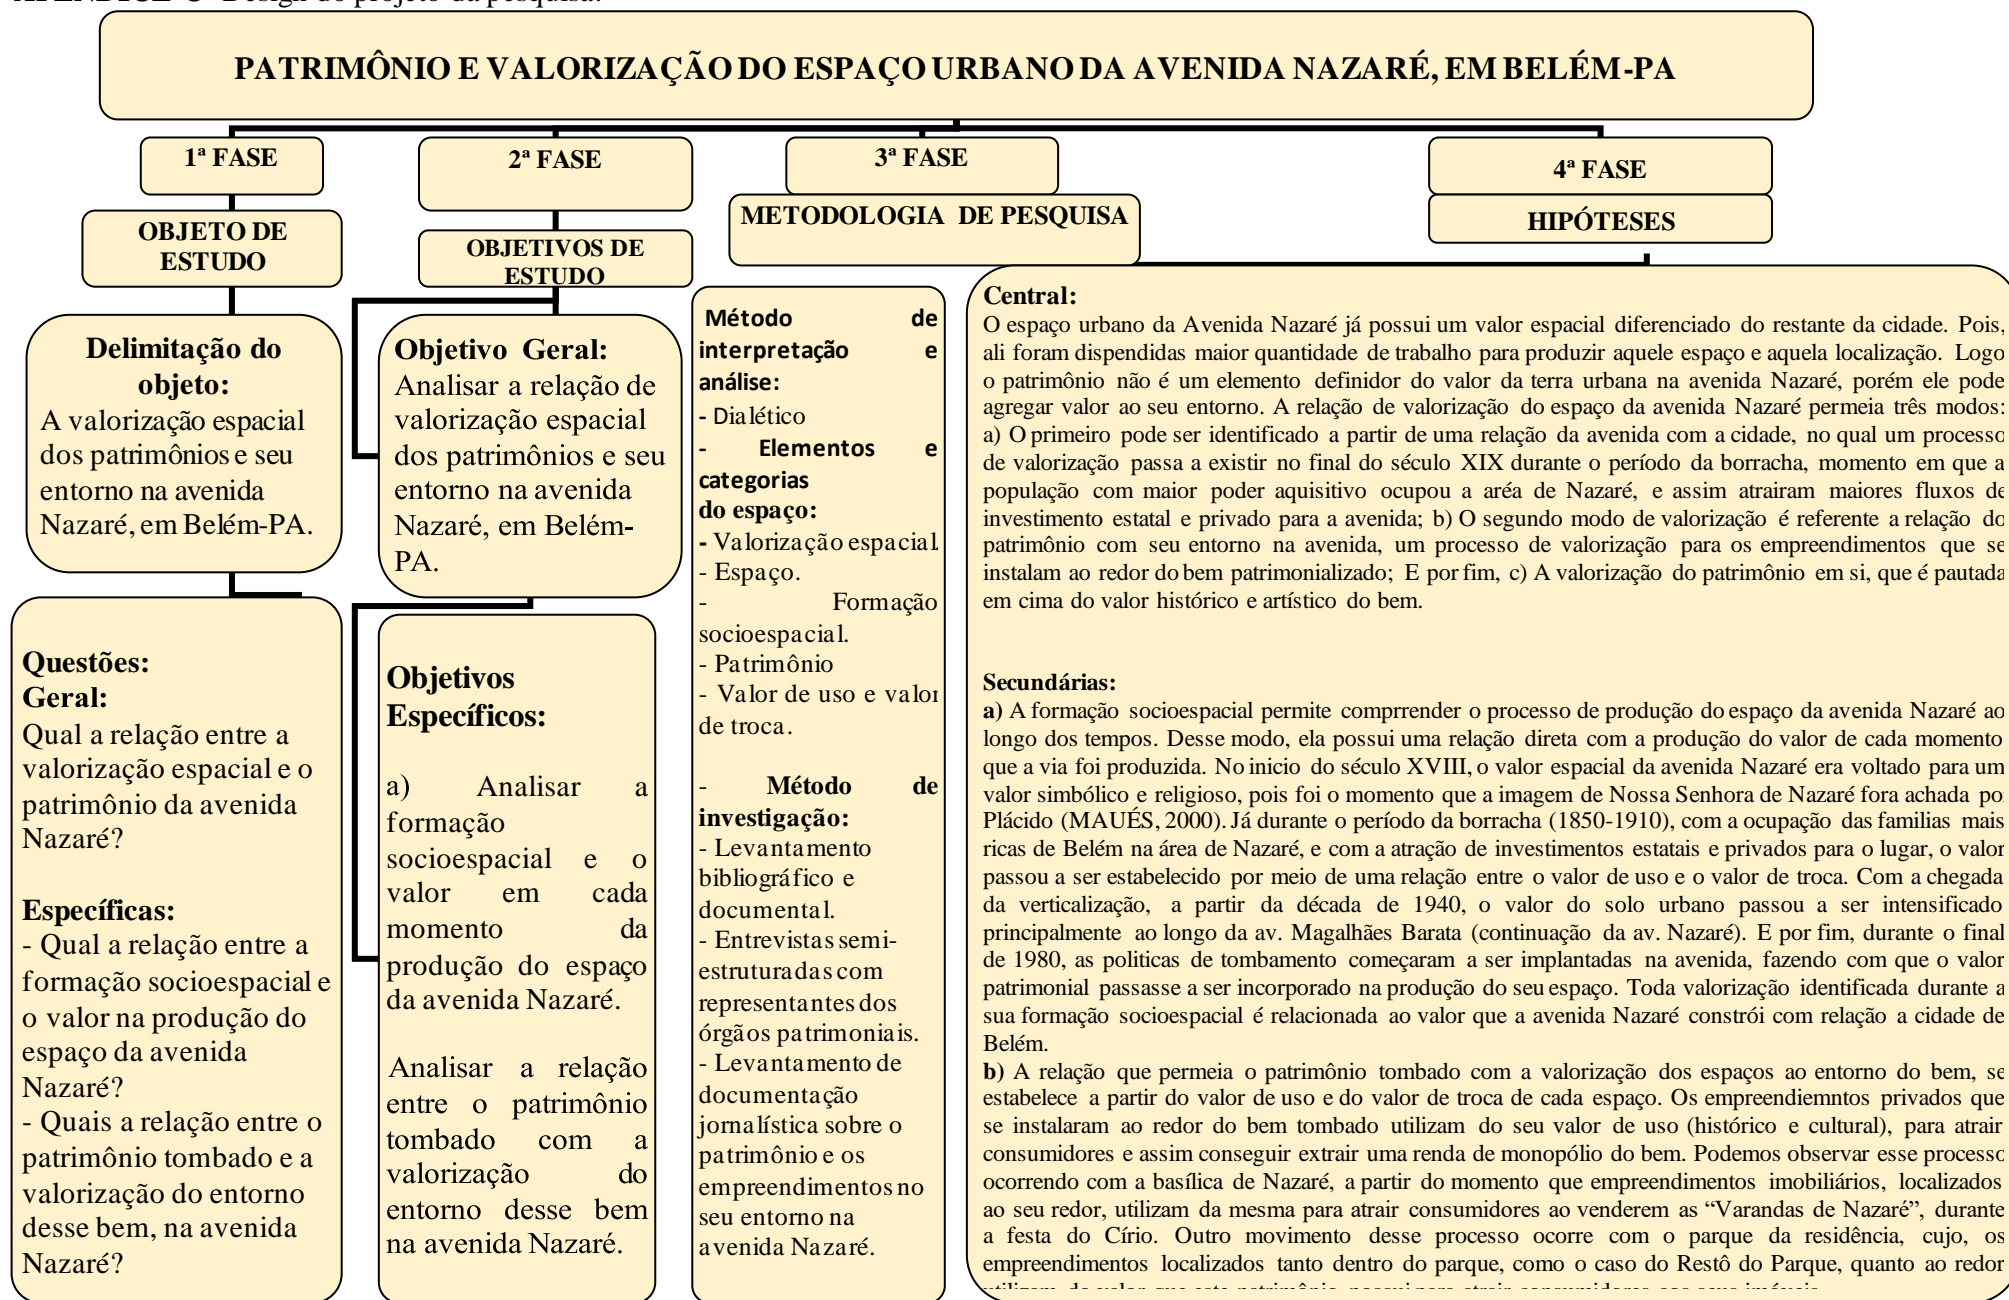 APÊNDICE C- Design do projeto da pesquisa.
PATRIMÔNIO E VALORIZAÇÃO DO ESPAÇO URBANO DA AVENIDA NAZARÉ, EM BELÉM-PA
1ª FASE
OBJETO DE
ESTUDO
Delimitação do
objeto:
A valorização espacial
dos patrimônios e seu
entorno na avenida
Nazaré, em Belém-PA.
Questões:
Geral:
Qual a relação entre a
valorização espacial e o
patrimônio da avenida
Nazaré?
Específicas:
- Qual a relação entre a
formação socioespacial e
o valor na produção do
espaço da avenida
Nazaré?
- Quais a relação entre o
patrimônio tombado e a
valorização do entorno
desse bem, na avenida
Nazaré?
2ª FASE
OBJETIVOS DE
ESTUDO
Objetivo Geral:
Analisar a relação de
valorização espacial
dos patrimônios e seu
entorno na avenida
Nazaré, em Belém-
PA.
Objetivos
Específicos:
a) Analisar a
formação
socioespacial e o
valor em cada
momento da
produção do espaço
da avenida Nazaré.
Analisar a relação
entre o patrimônio
tombado com a
valorização do
entorno desse bem
na avenida Nazaré.
3ª FASE
METODOLOGIA DE PESQUISA
Método de
interpretação e
análise:
- Dialético
- Elementos e
categorias
do espaço:
- Valorização espacial.
- Espaço.
- Formação
socioespacial.
- Patrimônio
- Valor de uso e valor
de troca.
- Método de
investigação:
- Levantamento
bibliográfico e
documental.
- Entrevistas semi-
estruturadas com
representantes dos
órgãos patrimoniais.
- Levantamento de
documentação
jornalística sobre o
patrimônio e os
empreendimentos no
seu entorno na
avenida Nazaré.
4ª FASE
HIPÓTESES
Central:
O espaço urbano da Avenida Nazaré já possui um valor espacial diferenciado do restante da cidade. Pois,
ali foram dispendidas maior quantidade de trabalho para produzir aquele espaço e aquela localização. Logo
o patrimônio não é um elemento definidor do valor da terra urbana na avenida Nazaré, porém ele pode
agregar valor ao seu entorno. A relação de valorização do espaço da avenida Nazaré permeia três modos:
a) O primeiro pode ser identificado a partir de uma relação da avenida com a cidade, no qual um processo
de valorização passa a existir no final do século XIX durante o período da borracha, momento em que a
população com maior poder aquisitivo ocupou a aréa de Nazaré, e assim atrairam maiores fluxos de
investimento estatal e privado para a avenida; b) O segundo modo de valorização é referente a relação do
patrimônio com seu entorno na avenida, um processo de valorização para os empreendimentos que se
instalam ao redor do bem patrimonializado; E por fim, c) A valorização do patrimônio em si, que é pautada
em cima do valor histórico e artístico do bem.
Secundárias:
a) A formação socioespacial permite comprrender o processo de produção do espaço da avenida Nazaré ao
longo dos tempos. Desse modo, ela possui uma relação direta com a produção do valor de cada momento
que a via foi produzida. No inicio do século XVIII, o valor espacial da avenida Nazaré era voltado para um
valor simbólico e religioso, pois foi o momento que a imagem de Nossa Senhora de Nazaré fora achada po
Plácido (MAUÉS, 2000). Já durante o período da borracha (1850-1910), com a ocupação das familias mais
ricas de Belém na área de Nazaré, e com a atração de investimentos estatais e privados para o lugar, o valor
passou a ser estabelecido por meio de uma relação entre o valor de uso e o valor de troca. Com a chegada
da verticalização, a partir da década de 1940, o valor do solo urbano passou a ser intensificado
principalmente ao longo da av. Magalhães Barata (continuação da av. Nazaré). E por fim, durante o final
de 1980, as politicas de tombamento começaram a ser implantadas na avenida, fazendo com que o valor
patrimonial passasse a ser incorporado na produção do seu espaço. Toda valorização identificada durante a
sua formação socioespacial é relacionada ao valor que a avenida Nazaré constrói com relação a cidade de
Belém.
b) A relação que permeia o patrimônio tombado com a valorização dos espaços ao entorno do bem, se
estabelece a partir do valor de uso e do valor de troca de cada espaço. Os empreendiemntos privados que
se instalaram ao redor do bem tombado utilizam do seu valor de uso (histórico e cultural), para atrair
consumidores e assim conseguir extrair uma renda de monopólio do bem. Podemos observar esse processo
ocorrendo com a basílica de Nazaré, a partir do momento que empreendimentos imobiliários, localizados
ao seu redor, utilizam da mesma para atrair consumidores ao venderem as “Varandas de Nazaré”, durante
a festa do Círio. Outro movimento desse processo ocorre com o parque da residência, cujo, os
empreendimentos localizados tanto dentro do parque, como o caso do Restô do Parque, quanto ao redor